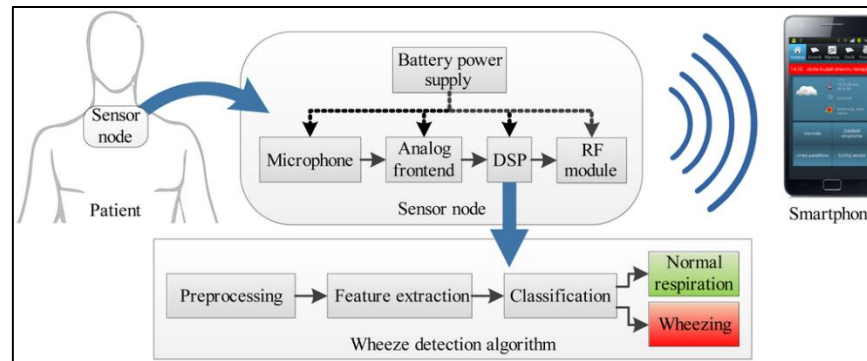 Battery power
supply
Sensor
node
Microphone
Analog
frontend
DSP
RF
module
Patient
Sensor node
Smartphon
Preprocessing
Feature extraction
Classification
Normal
respiration
Wheezing
Wheeze detection algorithm